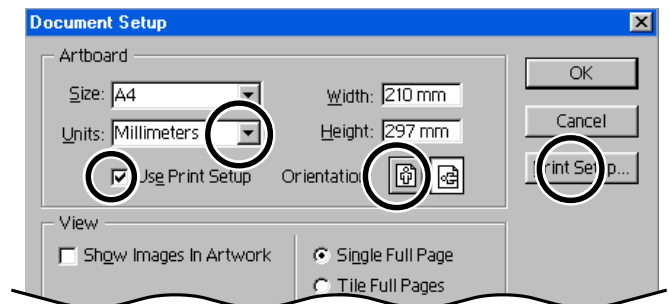 Document Setup
Artboard
Size: A4
Width: 210 mm
OK
Units: Millimeters
Height: 297 mm
Cancel
Use Print Setup
Orientation
Print Setup...
View
Show Images In Artwork
Single Full Page
Tile Full Pages